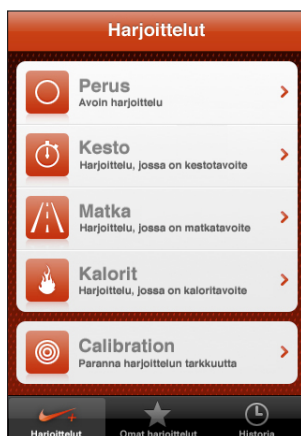 Harjoittelut
Perus
Avoin harjoittelu
Kesto
Harjoittelu, jossa on kestotavoite
Matka
Harjoittelu, jossa on matkatavoite
Kalorit
Harjoittelu, jossa on kaloritavoite
Calibration
Paranna harjoittelun tarkkuutta
Harjoittelut Omat harjoittelut Historia